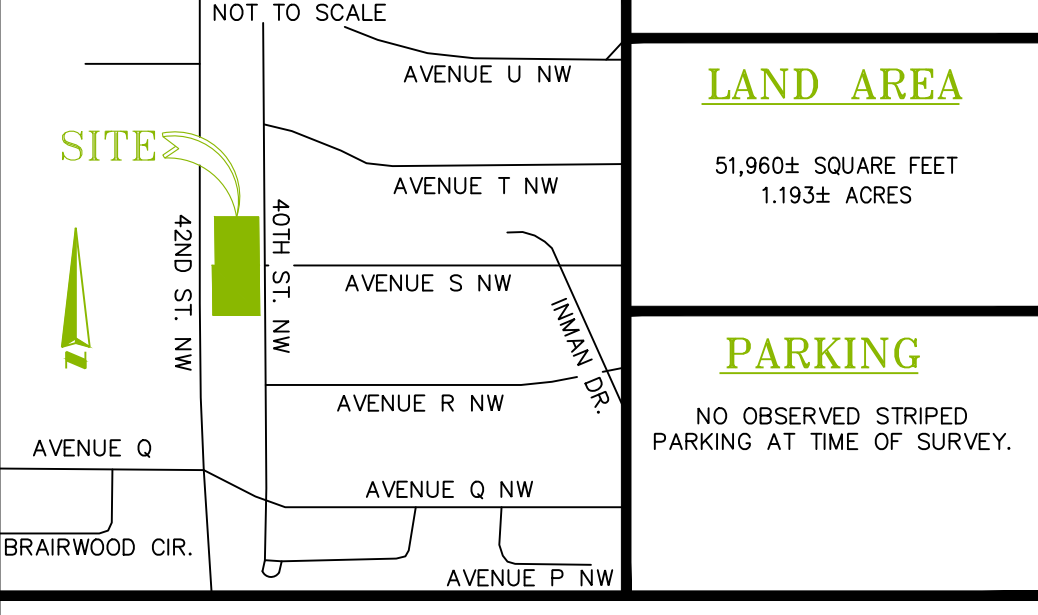 NOT TO SCALE
AVENUE U NW
SITE
AVENUE T NW
42ND ST. NW
40TH ST. NW
AVENUE S NW
INMAN DR.
N
AVENUE R NW
AVENUE Q
AVENUE Q NW
BRAIRWOOD CIR.
AVENUE P NW
LAND AREA
51,960± SQUARE FEET
1.193± ACRES
PARKING
NO OBSERVED STRIPED
PARKING AT TIME OF SURVEY.